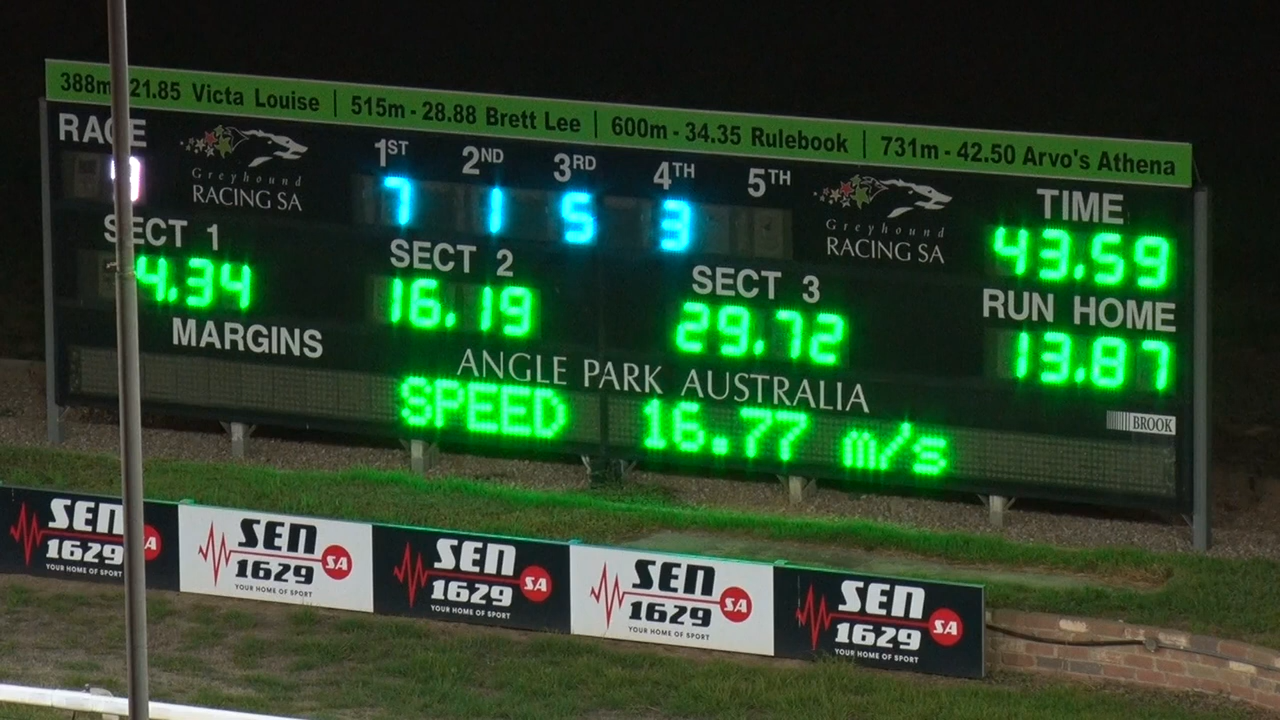 388m 21.85 Victa Louise | 515m - 28.88 Brett Lee | 600m - 34.35 Rulebook | 731m - 42.50 Arvo's Athena
RACE
Greyhound
RACING SA
1ST 2ND 3RD 4TH 5TH
7 1 5 3
Greyhound
RACING SA
TIME
43.59
SECT 1
4.34
SECT 2
16.19
SECT 3
29.72
RUN HOME
13.87
MARGINS
ANGLE PARK AUSTRALIA
SPEED 16.77 m/s
BROOK
SEN
1629 SA
YOUR HOME OF SPORT
SEN
1629 SA
YOUR HOME OF SPORT
SEN
1629 SA
YOUR HOME OF SPORT
SEN
1629 SA
YOUR HOME OF SPORT
SEN
1629 SA
YOUR HOME OF SPORT